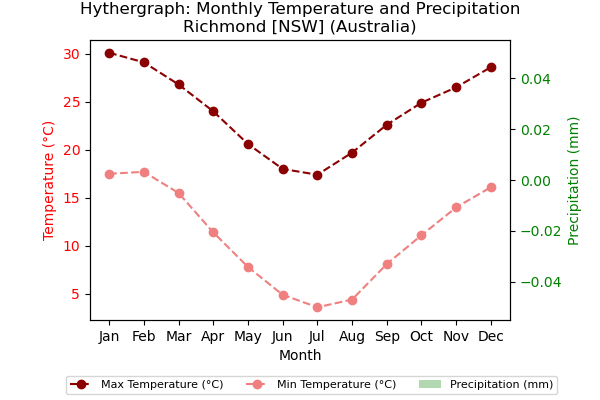 Hythergraph: Monthly Temperature and Precipitation
Richmond [NSW] (Australia)
30
25
20
15
10
5
Temperature (°C)
0.04
0.02
0.00
−0.02
−0.04
Precipitation (mm)
Jan Feb Mar Apr May Jun Jul Aug Sep Oct Nov Dec
Month
Max Temperature (°C) Min Temperature (°C) Precipitation (mm)